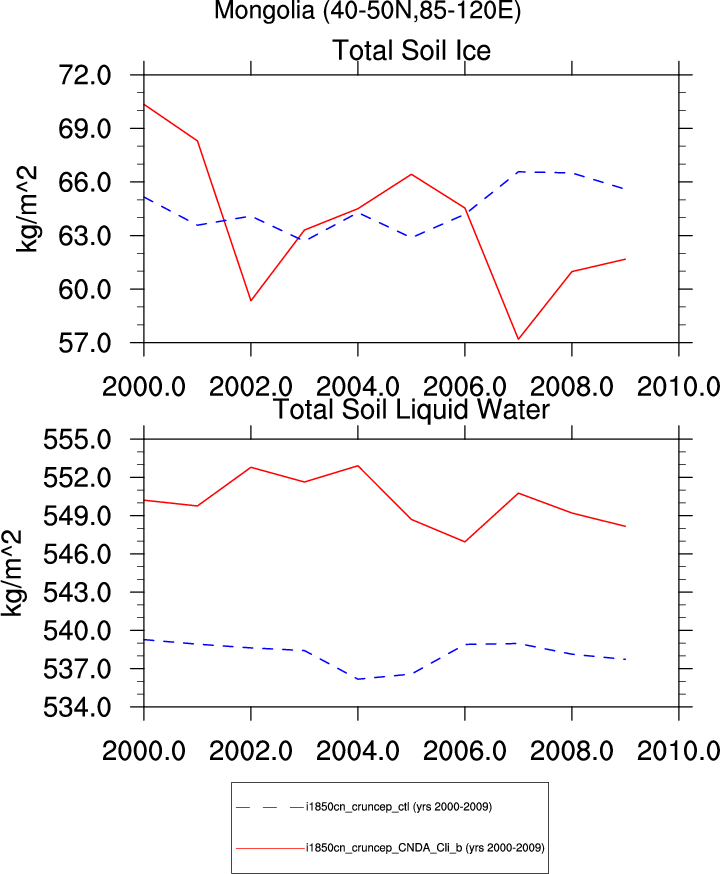 Mongolia (40-50N,85-120E)
Total Soil Ice
72.0
69.0
66.0
63.0
60.0
57.0
kg/m^2
2000.0 2002.0 2004.0 2006.0 2008.0 2010.0
Total Soil Liquid Water
555.0
552.0
549.0
546.0
543.0
540.0
537.0
534.0
kg/m^2
2000.0 2002.0 2004.0 2006.0 2008.0 2010.0
i1850cn_cruncep_ctl (yrs 2000-2009)
i1850cn_cruncep_CNDA_Cli_b (yrs 2000-2009)